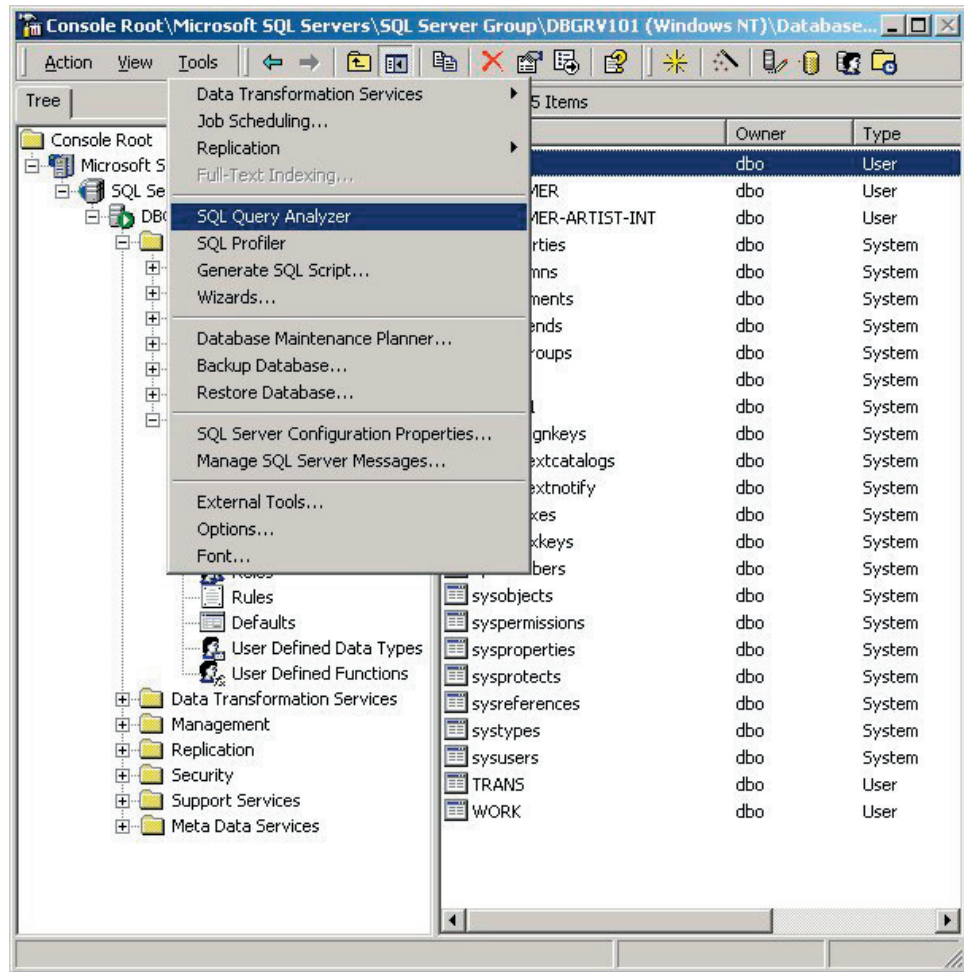 Console Root\Microsoft SQL Servers\SQL Server Group\DBGRV101 (Windows NT)\Database...
Action View Tools
Tree
5 Items
Console Root
Microsoft S
SQL Se
DBG
Data Transformation Services
Job Scheduling...
Replication
Full-Text Indexing...
SQL Query Analyzer
SQL Profiler
Generate SQL Script...
Wizards...
Database Maintenance Planner...
Backup Database...
Restore Database...
SQL Server Configuration Properties...
Manage SQL Server Messages...
External Tools...
Options...
Font...
Roles
Rules
Defaults
User Defined Data Types
User Defined Functions
Data Transformation Services
Management
Replication
Security
Support Services
Meta Data Services
Owner Type
dbo User
MER dbo User
MER-ARTIST-INT dbo User
rties dbo System
mns dbo System
ments dbo System
ends dbo System
roups dbo System
dbo System
1 dbo System
gnkeys dbo System
extcatalogs dbo System
extnotify dbo System
xes dbo System
xkeys dbo System
bers dbo System
sysobjects dbo System
syspermissions dbo System
sysproperties dbo System
sysprotects dbo System
sysreferences dbo System
systypes dbo System
sysusers dbo System
TRANS dbo User
WORK dbo User